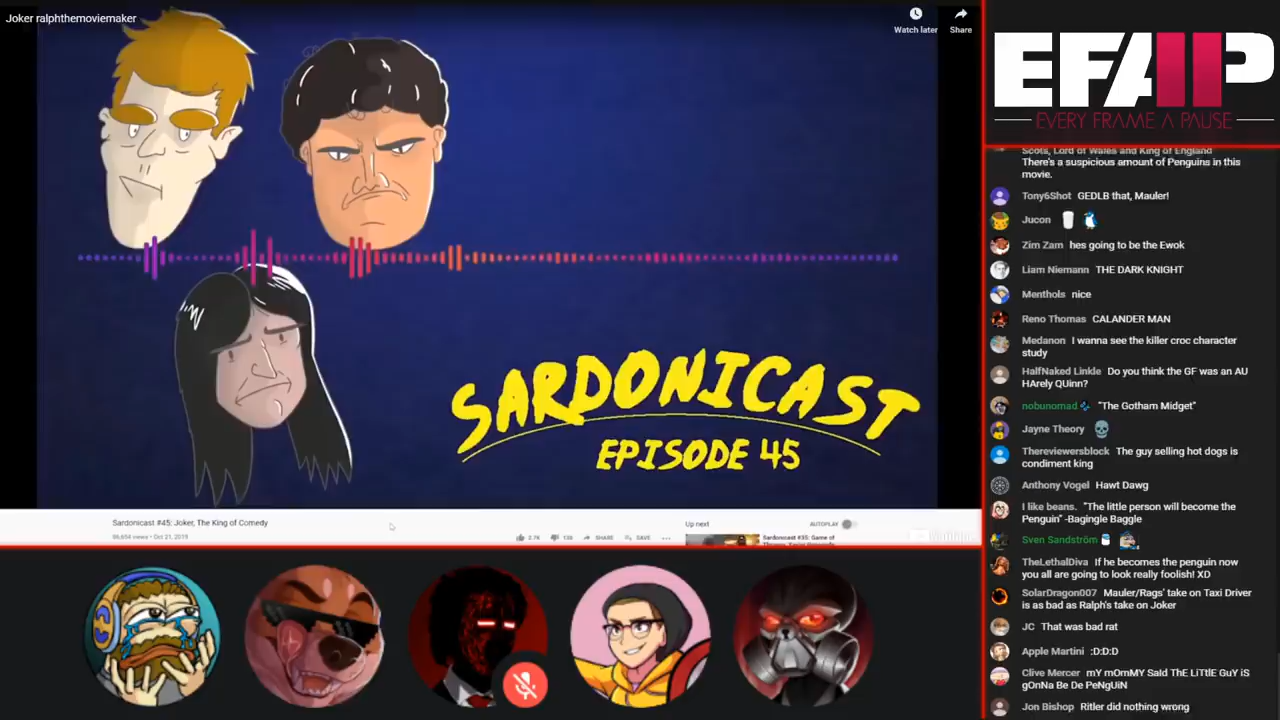 Joker ralphthemoviemaker
Watch later
Share
SARDONICAST
EPISODE 45
Sardonicast #45: Joker, The King of Comedy
Oct 21, 2019
Up next
AUTOPLAY
2.7K
SHARE
SAVE
Sardonicast #35: Game of
EFAP
EVERY FRAME A PAUSE
Scots, Lord of Wales and King of England
There's a suspicious amount of Penguins in this
movie.
Tony6Shot GEDLB that, Mauler!
Jucon
Zim Zam hes going to be the Ewok
Liam Niemann THE DARK KNIGHT
Menthols nice
Reno Thomas CALANDER MAN
Medanon I wanna see the killer croc character
study
HalfNaked Linkle Do you think the GF was an AU
HArely QUinn?
nobunomad "The Gotham Midget"
Jayne Theory
Thereviewersblock The guy selling hot dogs is
condiment king
Anthony Vogel Hawt Dawg
I like beans. "The little person will become the
Penguin" -Bagingle Baggle
Sven Sandström
TheLethalDiva If he becomes the penguin now
you all are going to look really foolish! XD
SolarDragon007 Mauler/Rags' take on Taxi Driver
is as bad as Ralph's take on Joker
JC That was bad rat
Apple Martini :D:D:D
Clive Mercer mY mOmMY SaId ThE LiTtlE GuY iS
gOnNa Be De PeNgUiN
Jon Bishop Ritler did nothing wrong